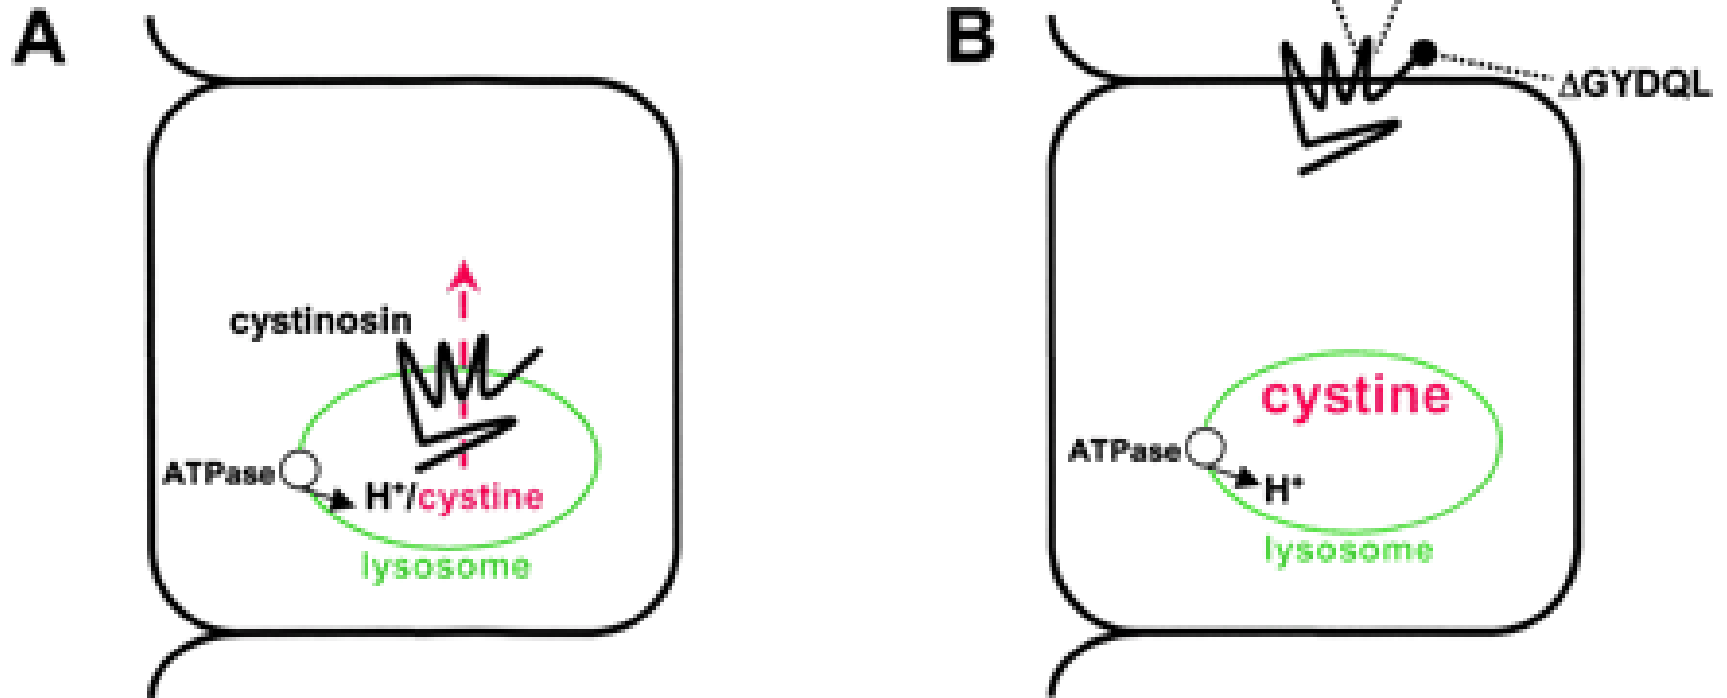 A
cystinosin
ATPase
H⁺/cystine
lysosome
B
ΔGYDQL
cystine
ATPase
H⁺
lysosome